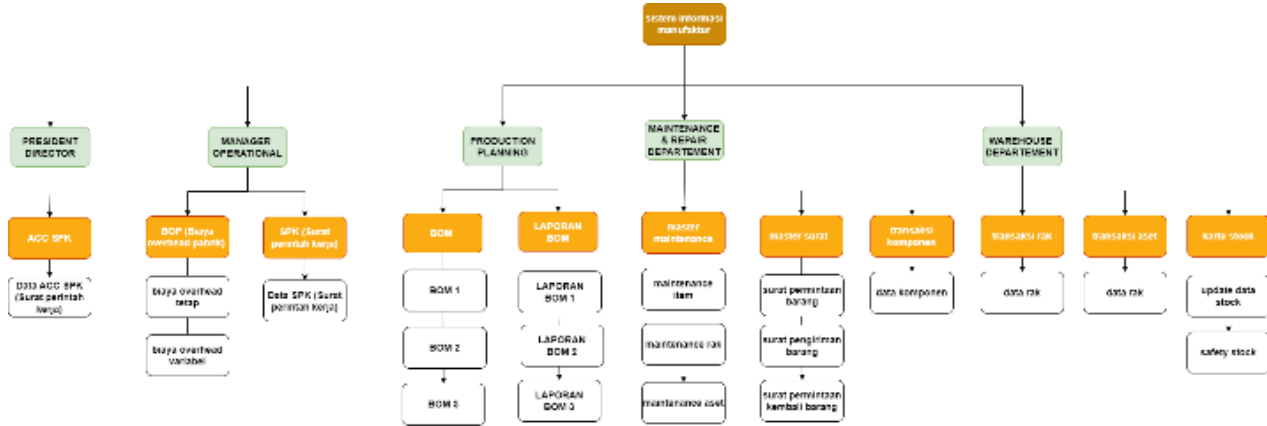 sistem informasi
manufaktur
PRESIDENT
DIRECTOR
MANAGER
OPERATIONAL
PRODUCTION
PLANNING
MAINTENANCE
& REPAIR
DEPARTEMENT
WAREHOUSE
DEPARTEMENT
ACC SPK
BOP (Biaya
overhead pabrik)
SPK (Surat
perintah kerja)
BOM
LAPORAN
BOM
master
maintenance
master surat
transaksi
komponen
transaksi rak
transaksi aset
kartu stock
Data ACC SPK
(Surat perintah
kerja)
biaya overhead
tetap
biaya overhead
variabel
Data SPK (Surat
perintah kerja)
BOM 1
BOM 2
BOM 3
LAPORAN
BOM 1
LAPORAN
BOM 2
LAPORAN
BOM 3
maintenance
item
maintenance rak
maintenance aset
surat permintaan
barang
surat pengiriman
barang
surat permintaan
kembali barang
data komponen
data rak
data rak
update data
stock
safety stock